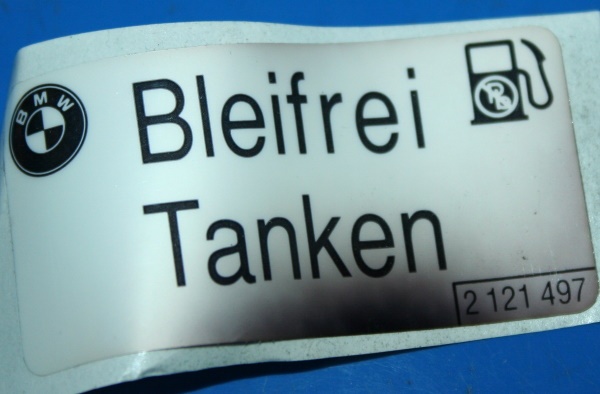 BMW
Bleifrei
Tanken
2 121 497